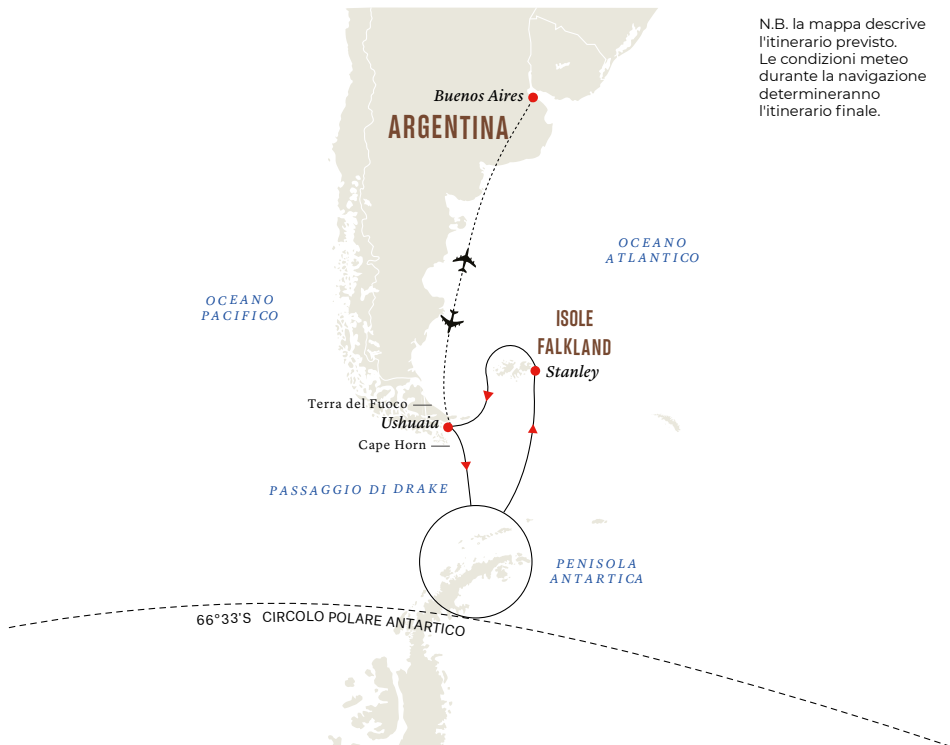 N.B. la mappa descrive
l'itinerario previsto.
Le condizioni meteo
durante la navigazione
determineranno
l'itinerario finale.
Buenos Aires
ARGENTINA
OCEANO
ATLANTICO
OCEANO
PACIFICO
ISOLE
FALKLAND
Stanley
Terra del Fuoco
Ushuaia
Cape Horn
PASSAGGIO DI DRAKE
PENISOLA
ANTARTICA
66°33'S CIRCOLO POLARE ANTARTICO